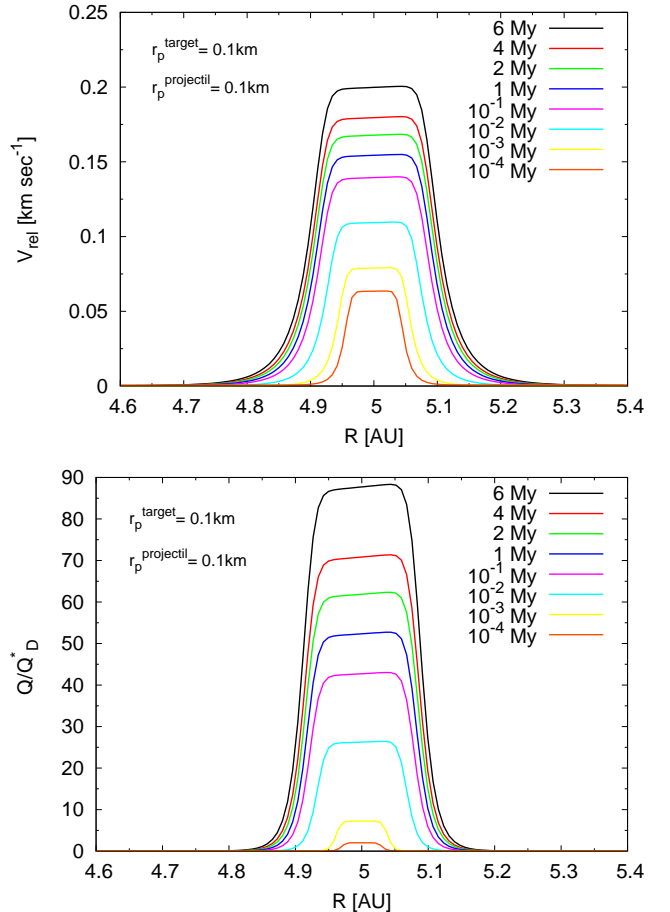 r_p^target = 0.1km
r_p^projectil = 0.1km
6 My
4 My
2 My
1 My
10^-1 My
10^-2 My
10^-3 My
10^-4 My
V_rel [km sec^-1]
0.2
0.15
0.1
0.05
0
4.6 4.7 4.8 4.9 5 5.1 5.2 5.3 5.4
R [AU]
r_p^target = 0.1km
r_p^projectil = 0.1km
6 My
4 My
2 My
1 My
10^-1 My
10^-2 My
10^-3 My
10^-4 My
Q/Q^*_D
90
80
70
60
50
40
30
20
10
0
4.6 4.7 4.8 4.9 5 5.1 5.2 5.3 5.4
R [AU]